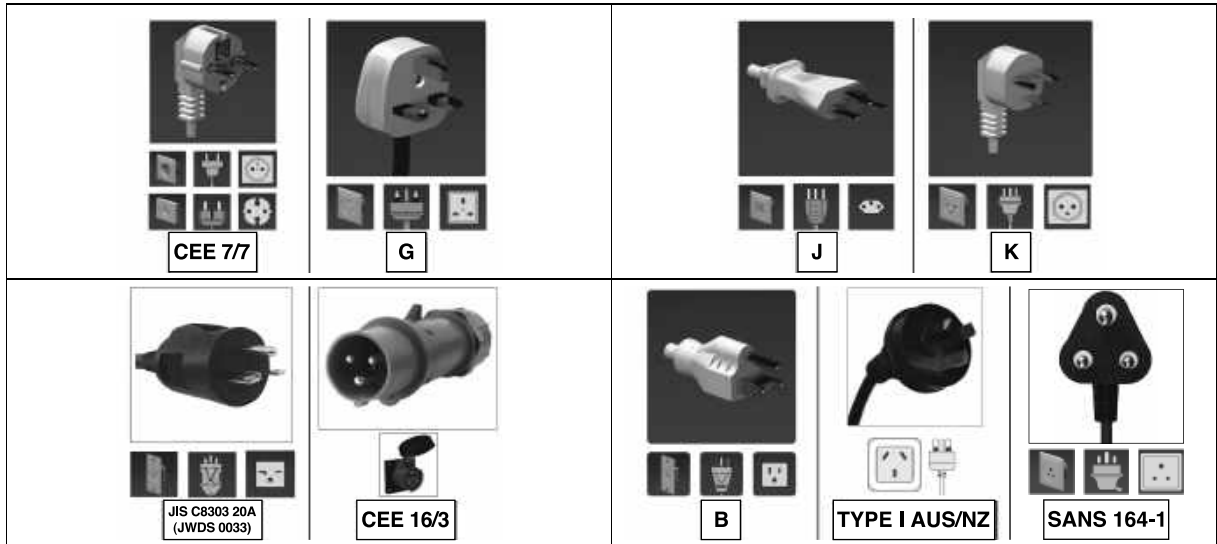 CEE 7/7
G
J
K
JIS C8303 20A
(JWDS 0033)
CEE 16/3
B
TYPE I AUS/NZ
SANS 164-1